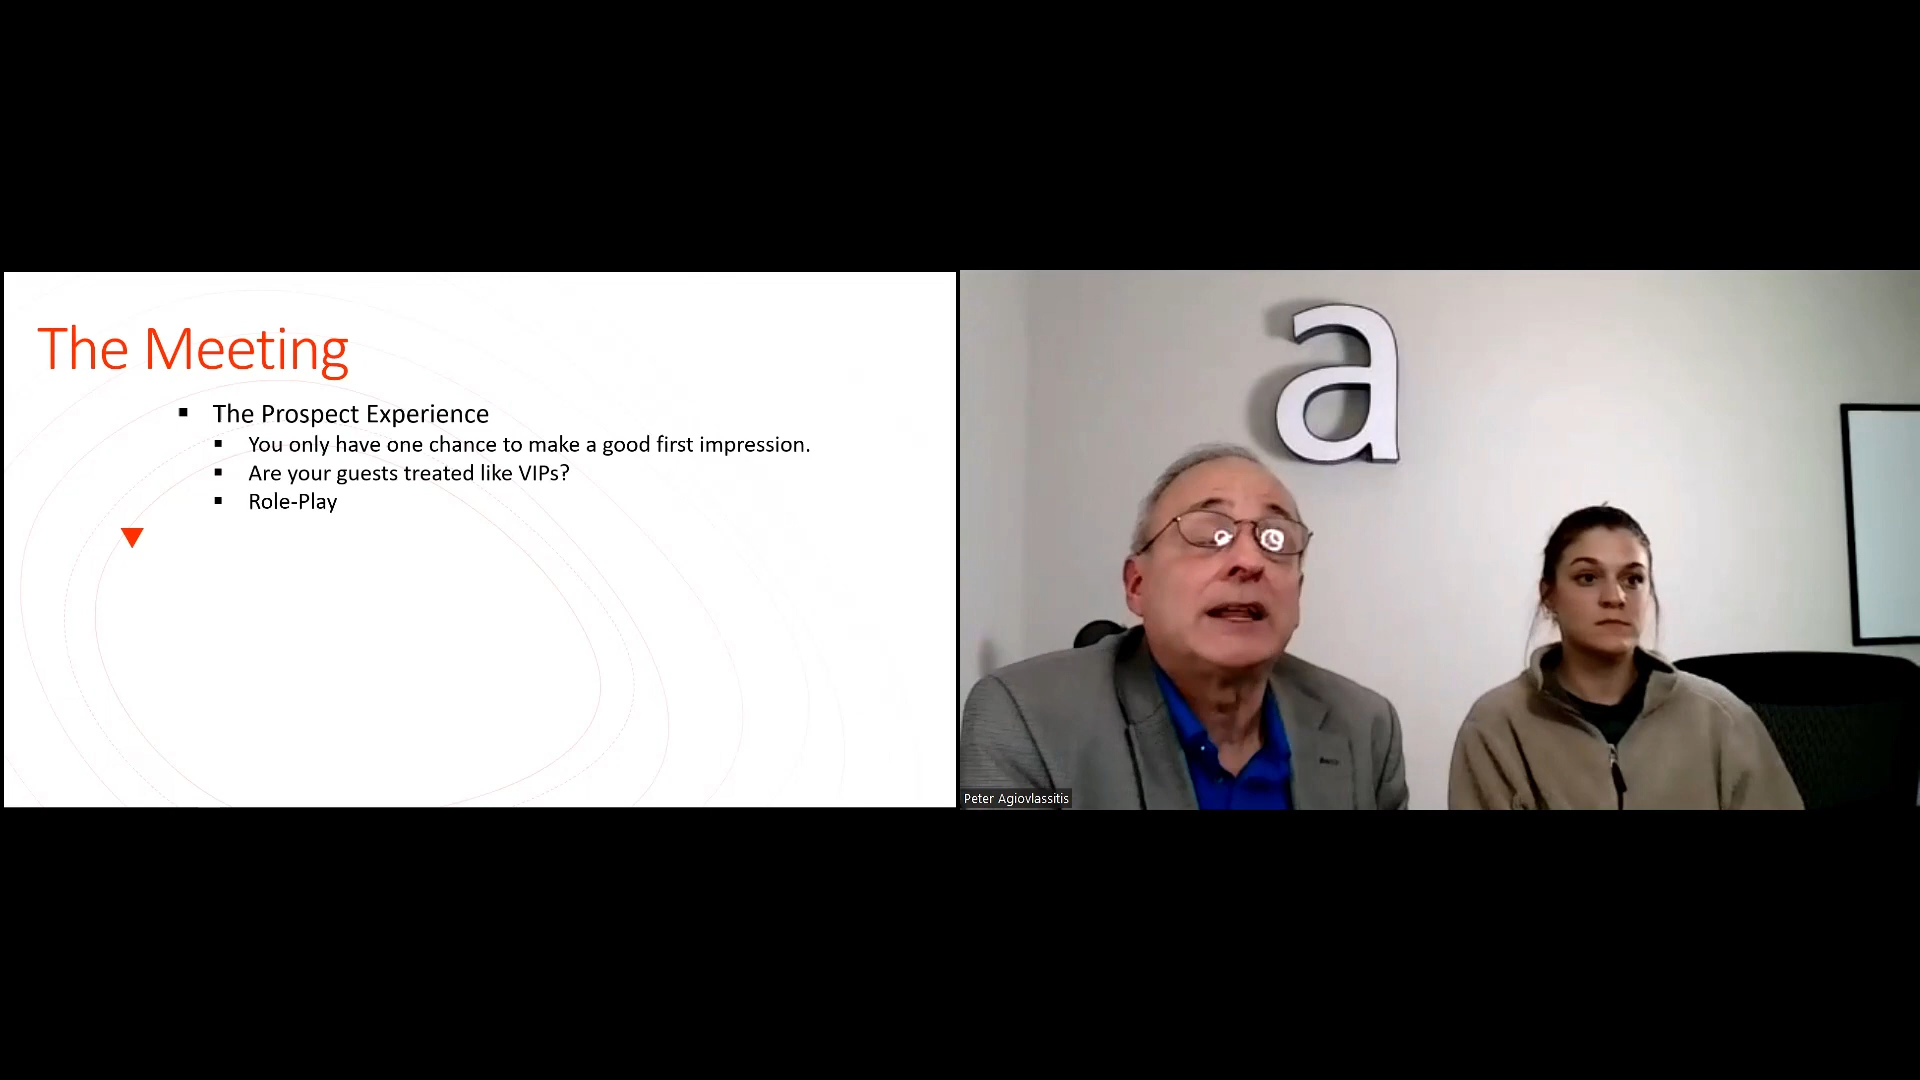 The Meeting
The Prospect Experience
You only have one chance to make a good first impression.
Are your guests treated like VIPs?
Role-Play
a
Peter Agiovlassitis